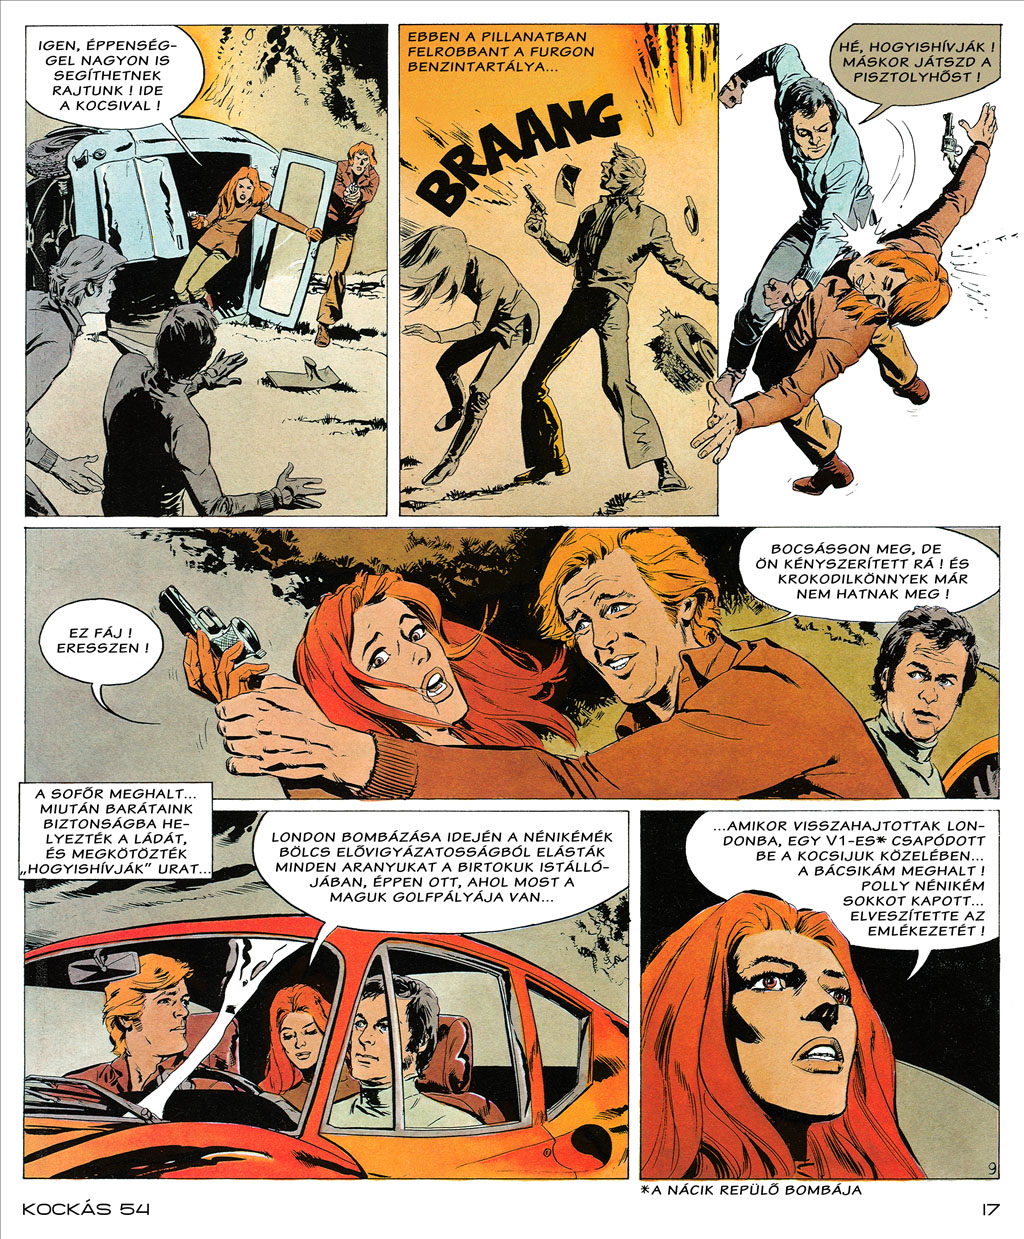 IGEN, ÉPPENSÉG-
GEL NAGYON IS
SEGÍTHETNEK
RAJTUNK ! IDE
A KOCSIVAL !
EBBEN A PILLANATBAN
FELROBBANT A FURGON
BENZINTARTÁLYA...
BRAANG
HÉ, HOGYISHÍVJÁK !
MÁSKOR JÁTSZD A
PISZTOLYHŐST !
EZ FÁJ !
ERESSZEN !
BOCSÁSSON MEG, DE
ÖN KÉNYSZERÍTETT RÁ ! ÉS
KROKODILKÖNNYEK MÁR
NEM HATNAK MEG !
A SOFŐR MEGHALT...
MIUTÁN BARÁTAINK
BIZTONSÁGBA HE-
LYEZTÉK A LÁDÁT,
ÉS MEGKÖTÖZTÉK
„HOGYISHÍVJÁK” URAT...
LONDON BOMBÁZÁSA IDEJÉN A NÉNIKÉMÉK
BÖLCS ELŐVIGYÁZATOSSÁGBÓL ELÁSTÁK
MINDEN ARANYUKAT A BIRTOKUK ISTÁLLÓ-
JÁBAN, ÉPPEN OTT, AHOL MOST A
MAGUK GOLFPÁLYÁJA VAN...
...AMIKOR VISSZAHAJTOTTAK LON-
DONBA, EGY V1-ES* CSAPÓDOTT
BE A KOCSIJUK KÖZELÉBEN...
A BÁCSIKÁM MEGHALT !
POLLY NÉNIKÉM
SOKKOT KAPOTT...
ELVESZÍTETTE AZ
EMLÉKEZETÉT !
9
*A NÁCIK REPÜLŐ BOMBÁJA
KOCKÁS 54
17